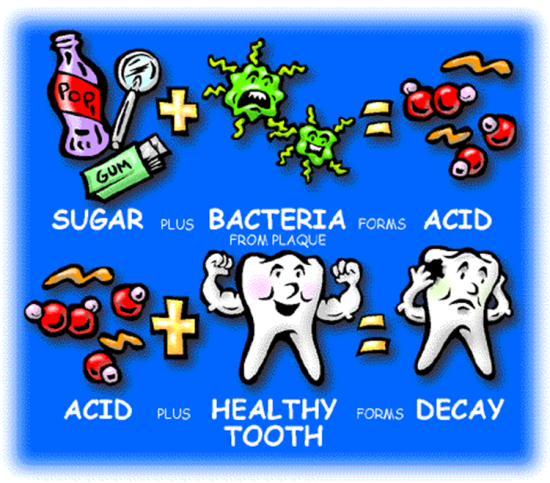 POP
GUM
SUGAR PLUS BACTERIA FORMS ACID
FROM PLAQUE
ACID PLUS HEALTHY FORMS DECAY
TOOTH